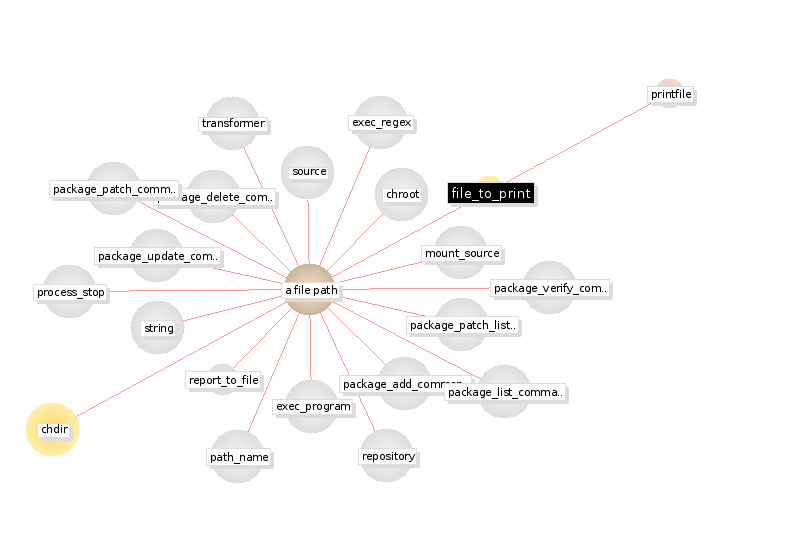 printfile
transformer
exec_regex
source
package_patch_comm..
age_delete_com..
chroot
file_to_print
package_update_com..
mount_source
process_stop
a file path
package_verify_com..
string
package_patch_list..
report_to_file
package_add_comman
package_list_comma..
exec_program
chdir
path_name
repository